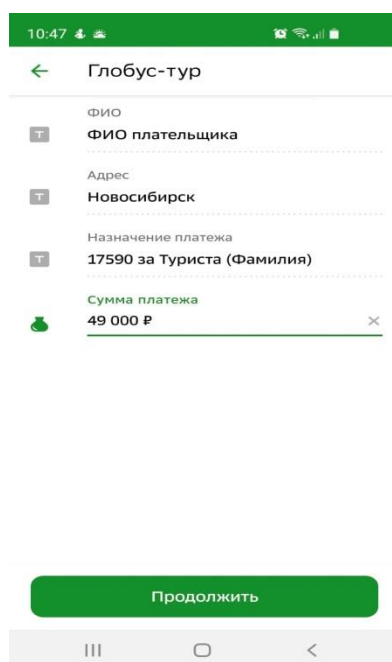 10:47
Глобус-тур
ФИО
ФИО плательщика
T
Адрес
T
Новосибирск
Назначение платежа
T
17590 за Туриста (Фамилия)
Сумма платежа
49 000 ₽
Продолжить